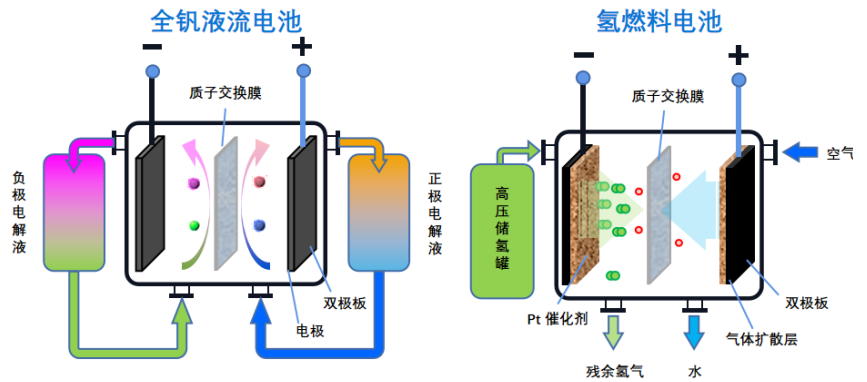 全钒液流电池
氢燃料电池
质子交换膜
负极电解液
正极电解液
双极板
电极
质子交换膜
空气
高压储氢罐
Pt 催化剂
双极板
气体扩散层
残余氢气
水